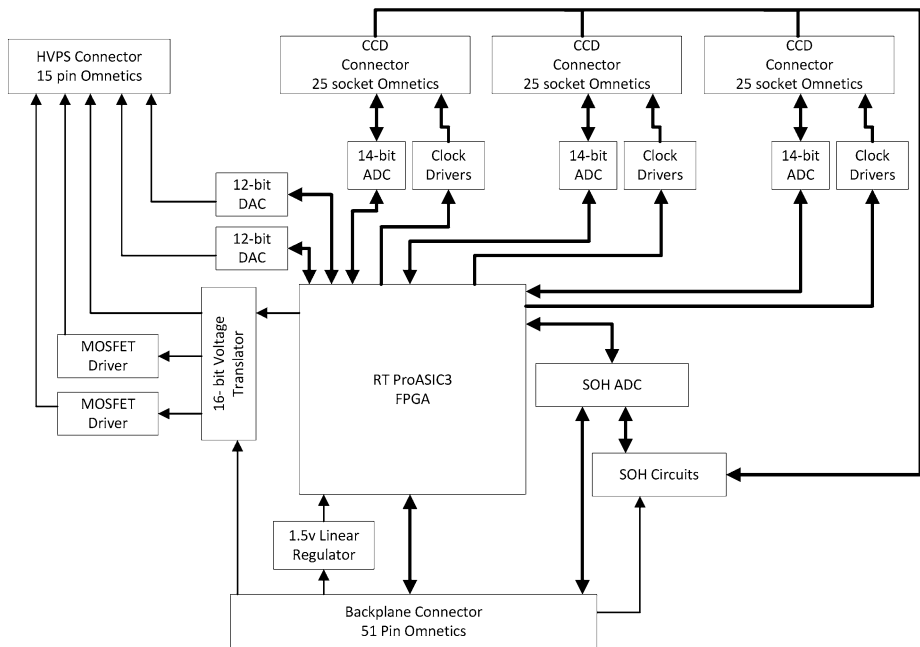 HVPS Connector
15 pin Omnetics
CCD
Connector
25 socket Omnetics
CCD
Connector
25 socket Omnetics
CCD
Connector
25 socket Omnetics
14-bit
ADC
Clock
Drivers
14-bit
ADC
Clock
Drivers
14-bit
ADC
Clock
Drivers
12-bit
DAC
12-bit
DAC
16- bit Voltage
Translator
MOSFET
Driver
MOSFET
Driver
RT ProASIC3
FPGA
SOH ADC
SOH Circuits
1.5v Linear
Regulator
Backplane Connector
51 Pin Omnetics